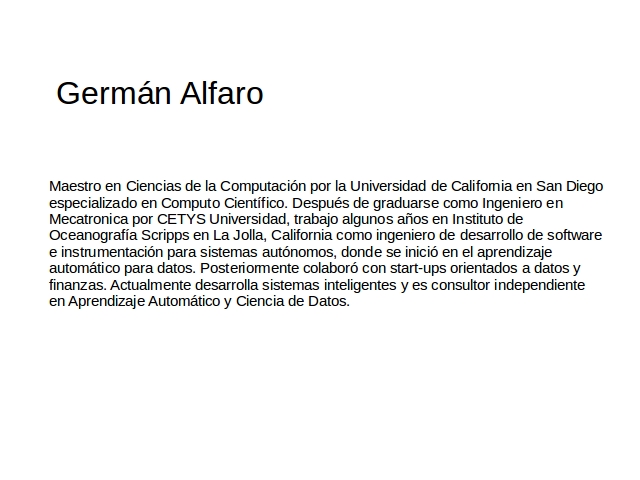 Germán Alfaro
Maestro en Ciencias de la Computación por la Universidad de California en San Diego
especializado en Computo Científico. Después de graduarse como Ingeniero en
Mecatronica por CETYS Universidad, trabajo algunos años en Instituto de
Oceanografía Scripps en La Jolla, California como ingeniero de desarrollo de software
e instrumentación para sistemas autónomos, donde se inició en el aprendizaje
automático para datos. Posteriormente colaboró con start-ups orientados a datos y
finanzas. Actualmente desarrolla sistemas inteligentes y es consultor independiente
en Aprendizaje Automático y Ciencia de Datos.